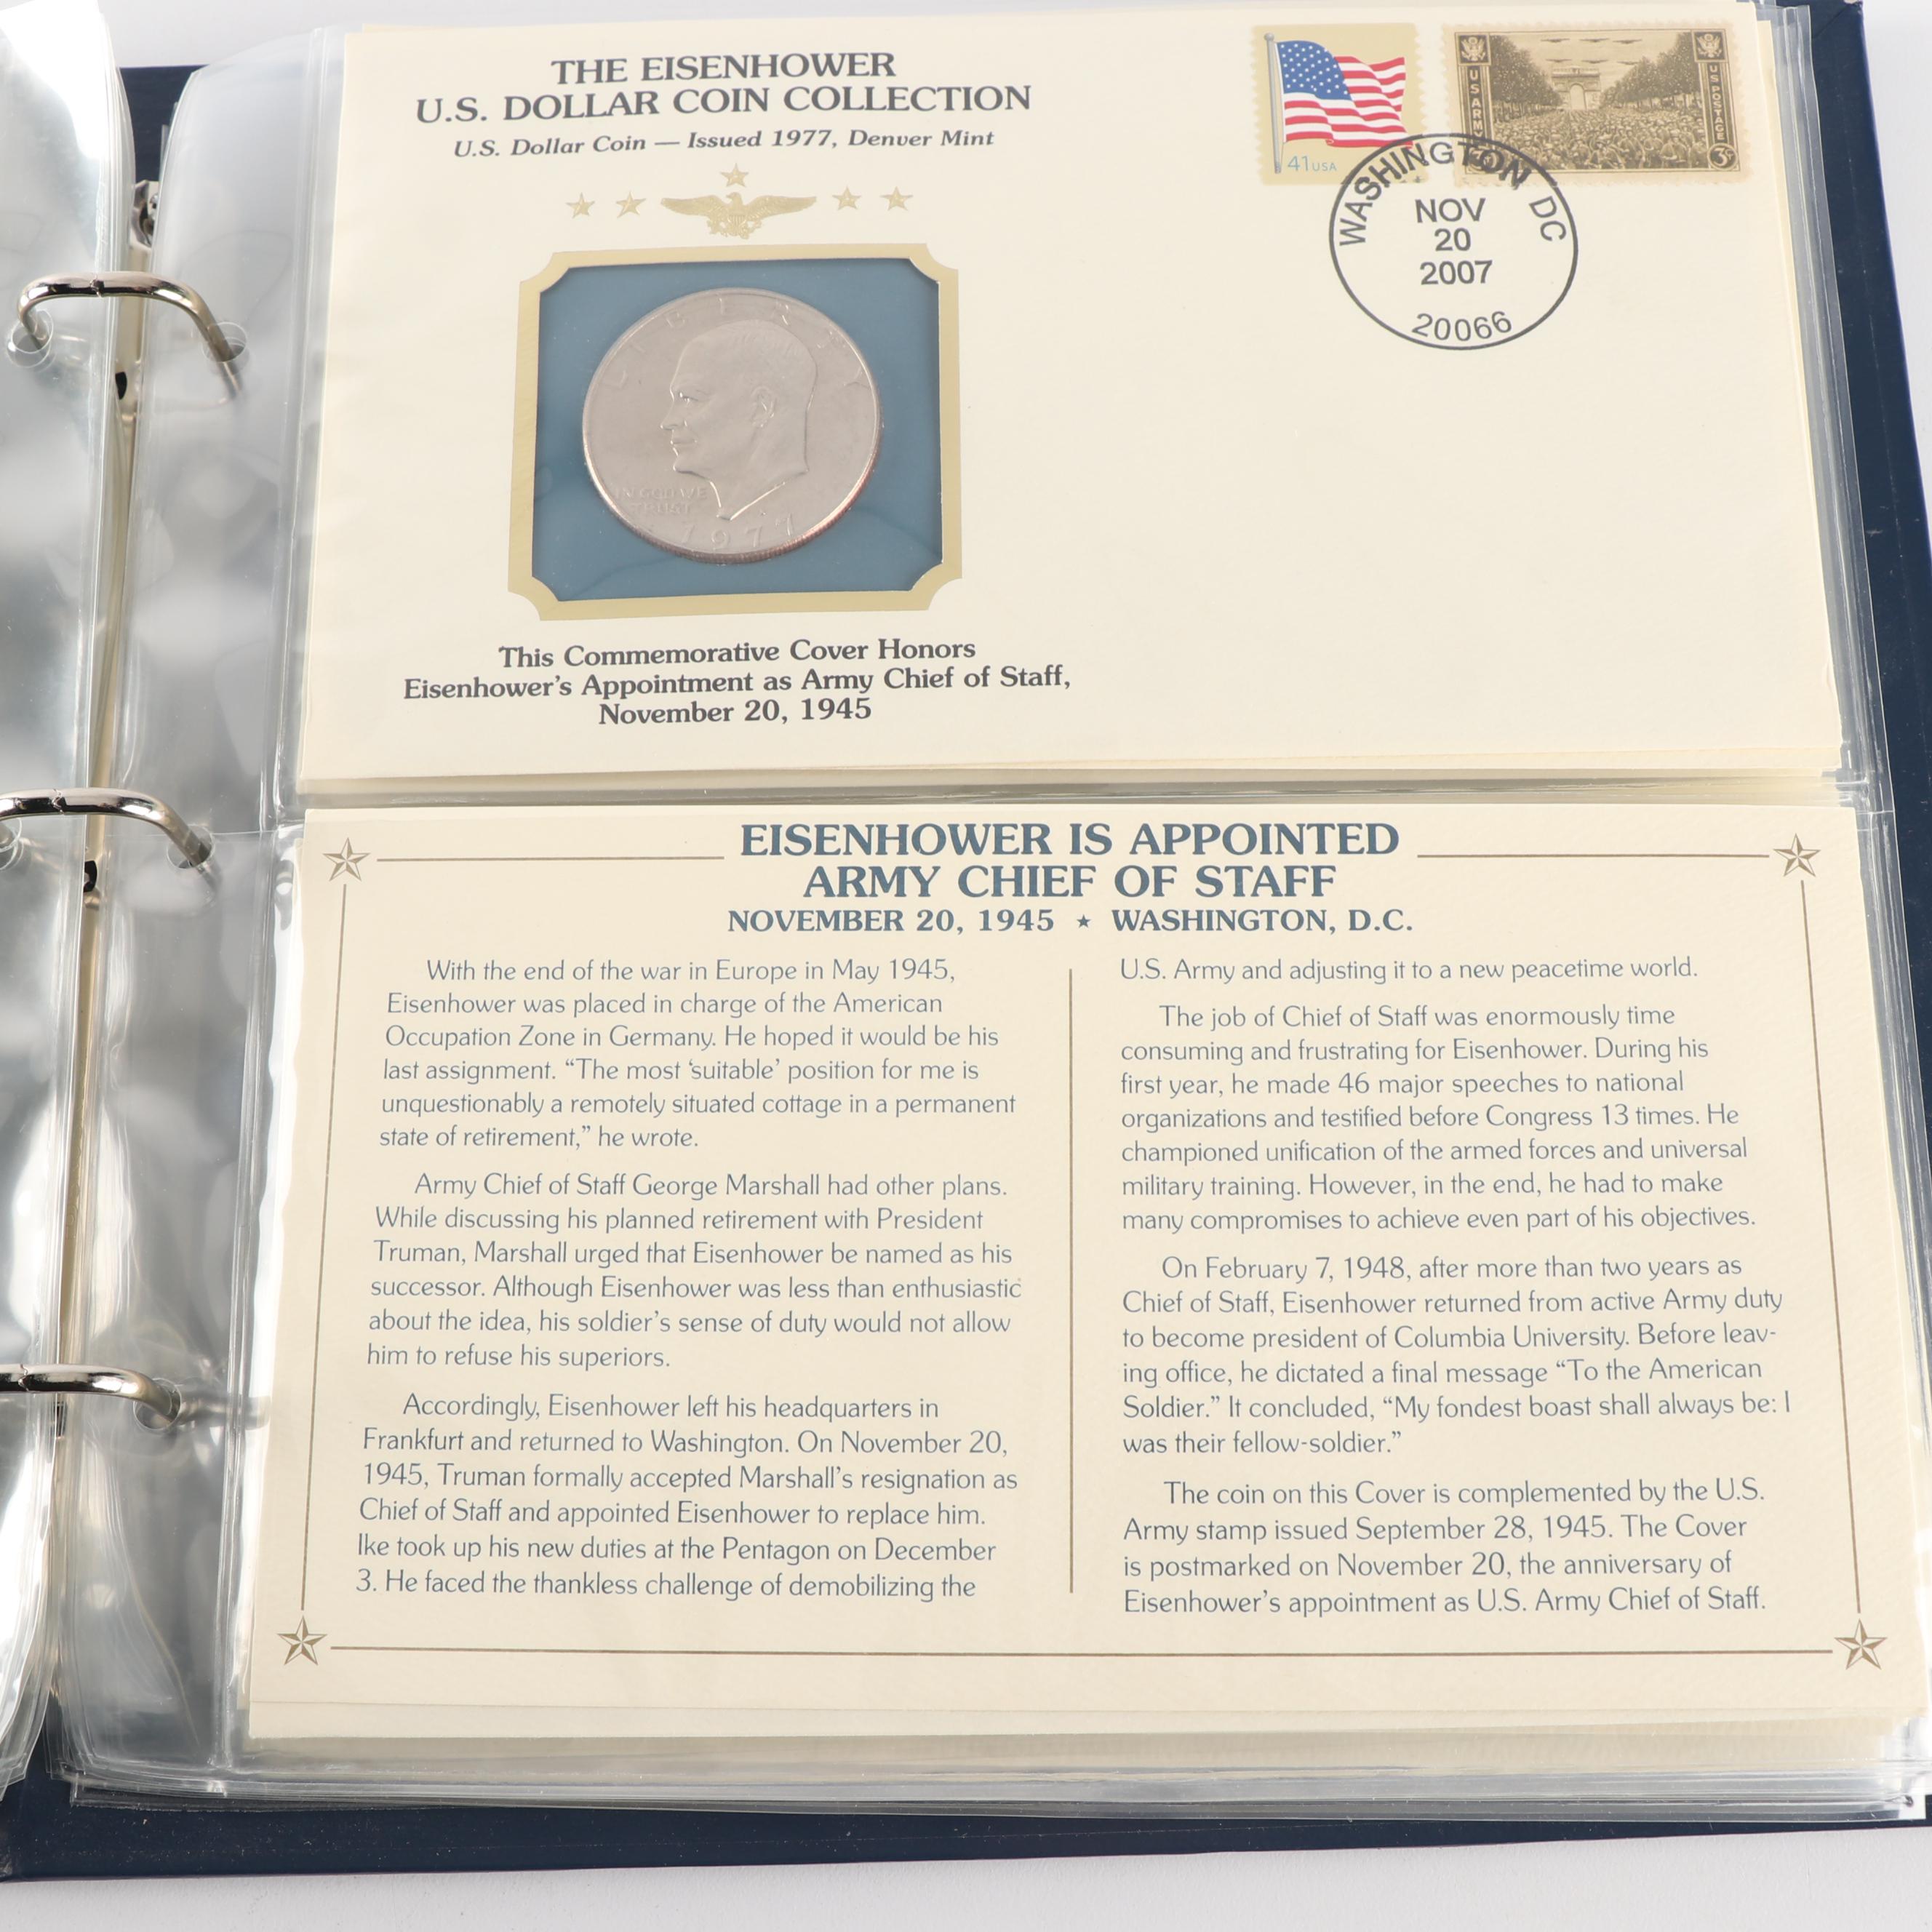 THE EISENHOWER
U.S. DOLLAR COIN COLLECTION
U.S. Dollar Coin — Issued 1977, Denver Mint
41 USA
U.S. ARMY
U.S. POSTAGE
3¢
WASHINGTON DC
NOV
20
2007
20066
LIBERTY
IN GOD WE
TRUST
1977
This Commemorative Cover Honors
Eisenhower's Appointment as Army Chief of Staff,
November 20, 1945
EISENHOWER IS APPOINTED
ARMY CHIEF OF STAFF
NOVEMBER 20, 1945 ★ WASHINGTON, D.C.
With the end of the war in Europe in May 1945,
Eisenhower was placed in charge of the American
Occupation Zone in Germany. He hoped it would be his
last assignment. “The most ‘suitable’ position for me is
unquestionably a remotely situated cottage in a permanent
state of retirement,” he wrote.
Army Chief of Staff George Marshall had other plans.
While discussing his planned retirement with President
Truman, Marshall urged that Eisenhower be named as his
successor. Although Eisenhower was less than enthusiastic
about the idea, his soldier's sense of duty would not allow
him to refuse his superiors.
Accordingly, Eisenhower left his headquarters in
Frankfurt and returned to Washington. On November 20,
1945, Truman formally accepted Marshall's resignation as
Chief of Staff and appointed Eisenhower to replace him.
Ike took up his new duties at the Pentagon on December
3. He faced the thankless challenge of demobilizing the
U.S. Army and adjusting it to a new peacetime world.
The job of Chief of Staff was enormously time
consuming and frustrating for Eisenhower. During his
first year, he made 46 major speeches to national
organizations and testified before Congress 13 times. He
championed unification of the armed forces and universal
military training. However, in the end, he had to make
many compromises to achieve even part of his objectives.
On February 7, 1948, after more than two years as
Chief of Staff, Eisenhower returned from active Army duty
to become president of Columbia University. Before leav-
ing office, he dictated a final message “To the American
Soldier.” It concluded, “My fondest boast shall always be: I
was their fellow-soldier.”
The coin on this Cover is complemented by the U.S.
Army stamp issued September 28, 1945. The Cover
is postmarked on November 20, the anniversary of
Eisenhower's appointment as U.S. Army Chief of Staff.